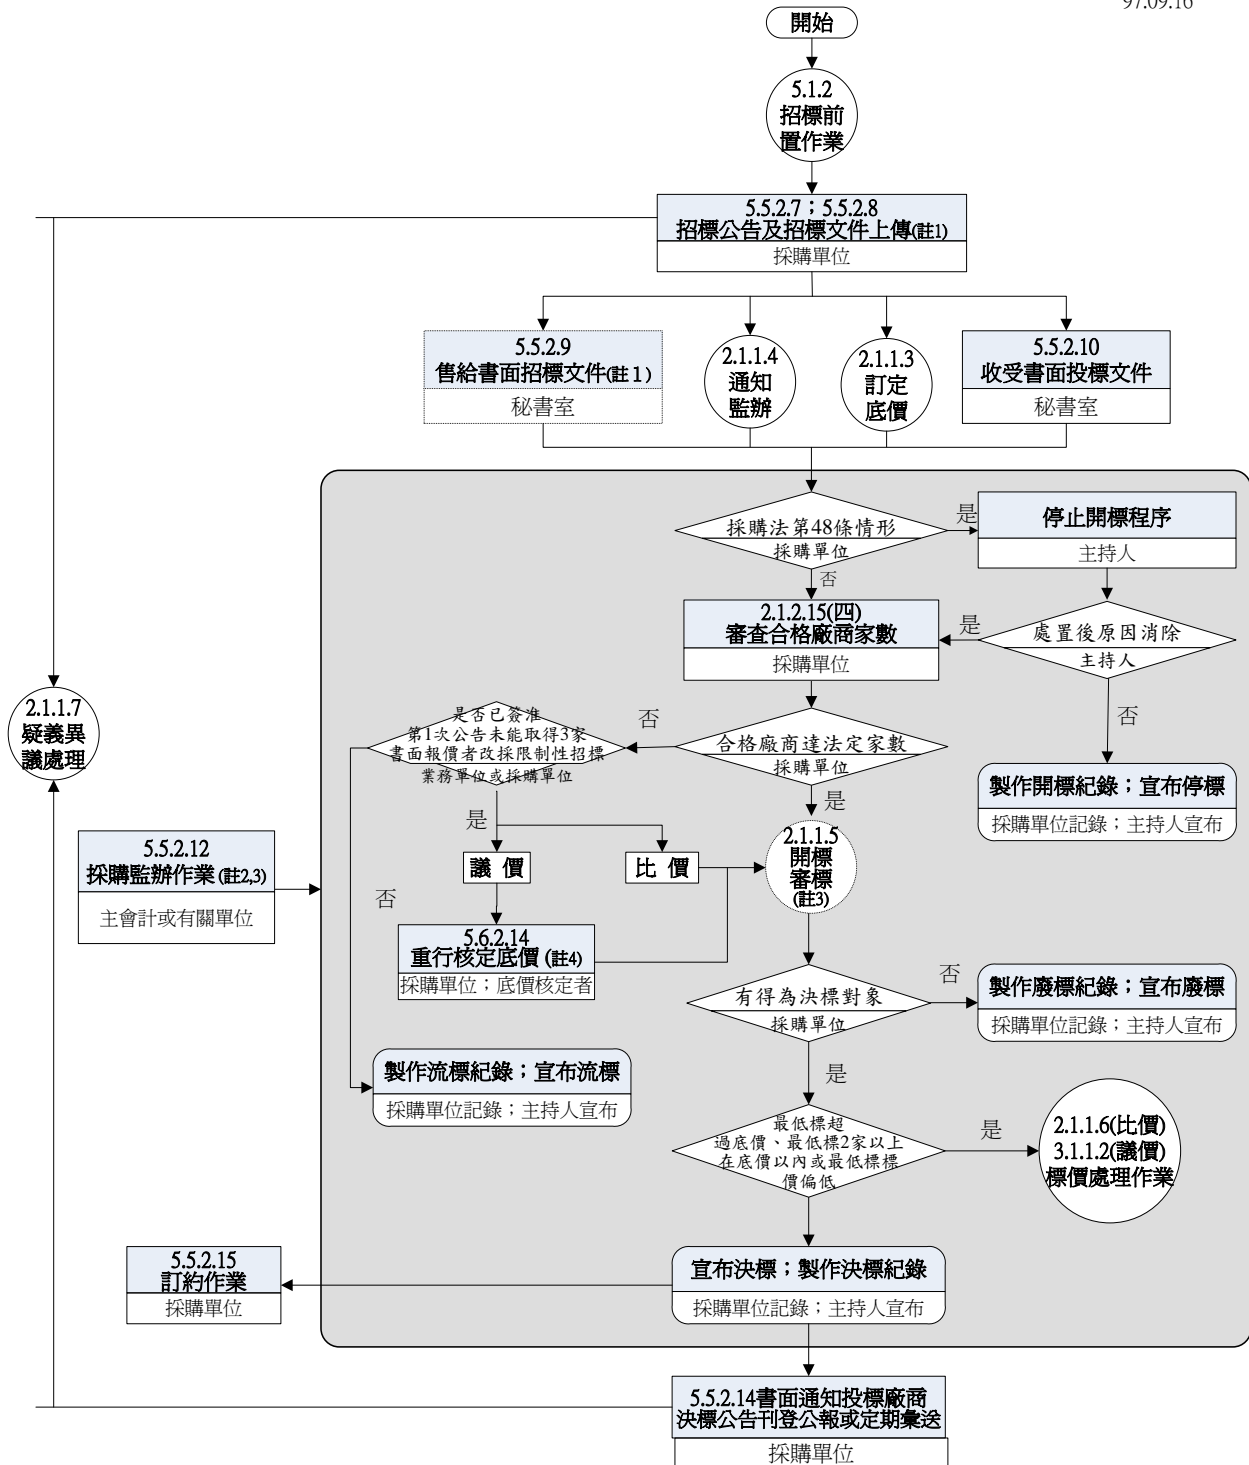 97.09.16
開始
5.1.2
招標前
置作業
5.5.2.7；5.5.2.8
招標公告及招標文件上傳(註1)
採購單位
5.5.2.9
售給書面招標文件(註１)
秘書室
2.1.1.4
通知
監辦
2.1.1.3
訂定
底價
5.5.2.10
收受書面投標文件
秘書室
採購法第48條情形
採購單位
是
否
停止開標程序
主持人
2.1.2.15(四)
審查合格廠商家數
採購單位
是
處置後原因消除
主持人
否
2.1.1.7
疑義異
議處理
是否已簽准
第1次公告未能取得3家
書面報價者改採限制性招標
業務單位或採購單位
否
合格廠商達法定家數
採購單位
是
製作開標紀錄；宣布停標
採購單位記錄；主持人宣布
是
否
議 價
比 價
2.1.1.5
開標
審標
(註3)
5.5.2.12
採購監辦作業(註2,3)
主會計或有關單位
5.6.2.14
重行核定底價(註4)
採購單位；底價核定者
有得為決標對象
採購單位
否
是
製作廢標紀錄；宣布廢標
採購單位記錄；主持人宣布
製作流標紀錄；宣布流標
採購單位記錄；主持人宣布
最低標超
過底價、最低標2家以上
在底價以內或最低標標
價偏低
是
2.1.1.6(比價)
3.1.1.2(議價)
標價處理作業
5.5.2.15
訂約作業
採購單位
宣布決標；製作決標紀錄
採購單位記錄；主持人宣布
5.5.2.14書面通知投標廠商
決標公告刊登公報或定期彙送
採購單位